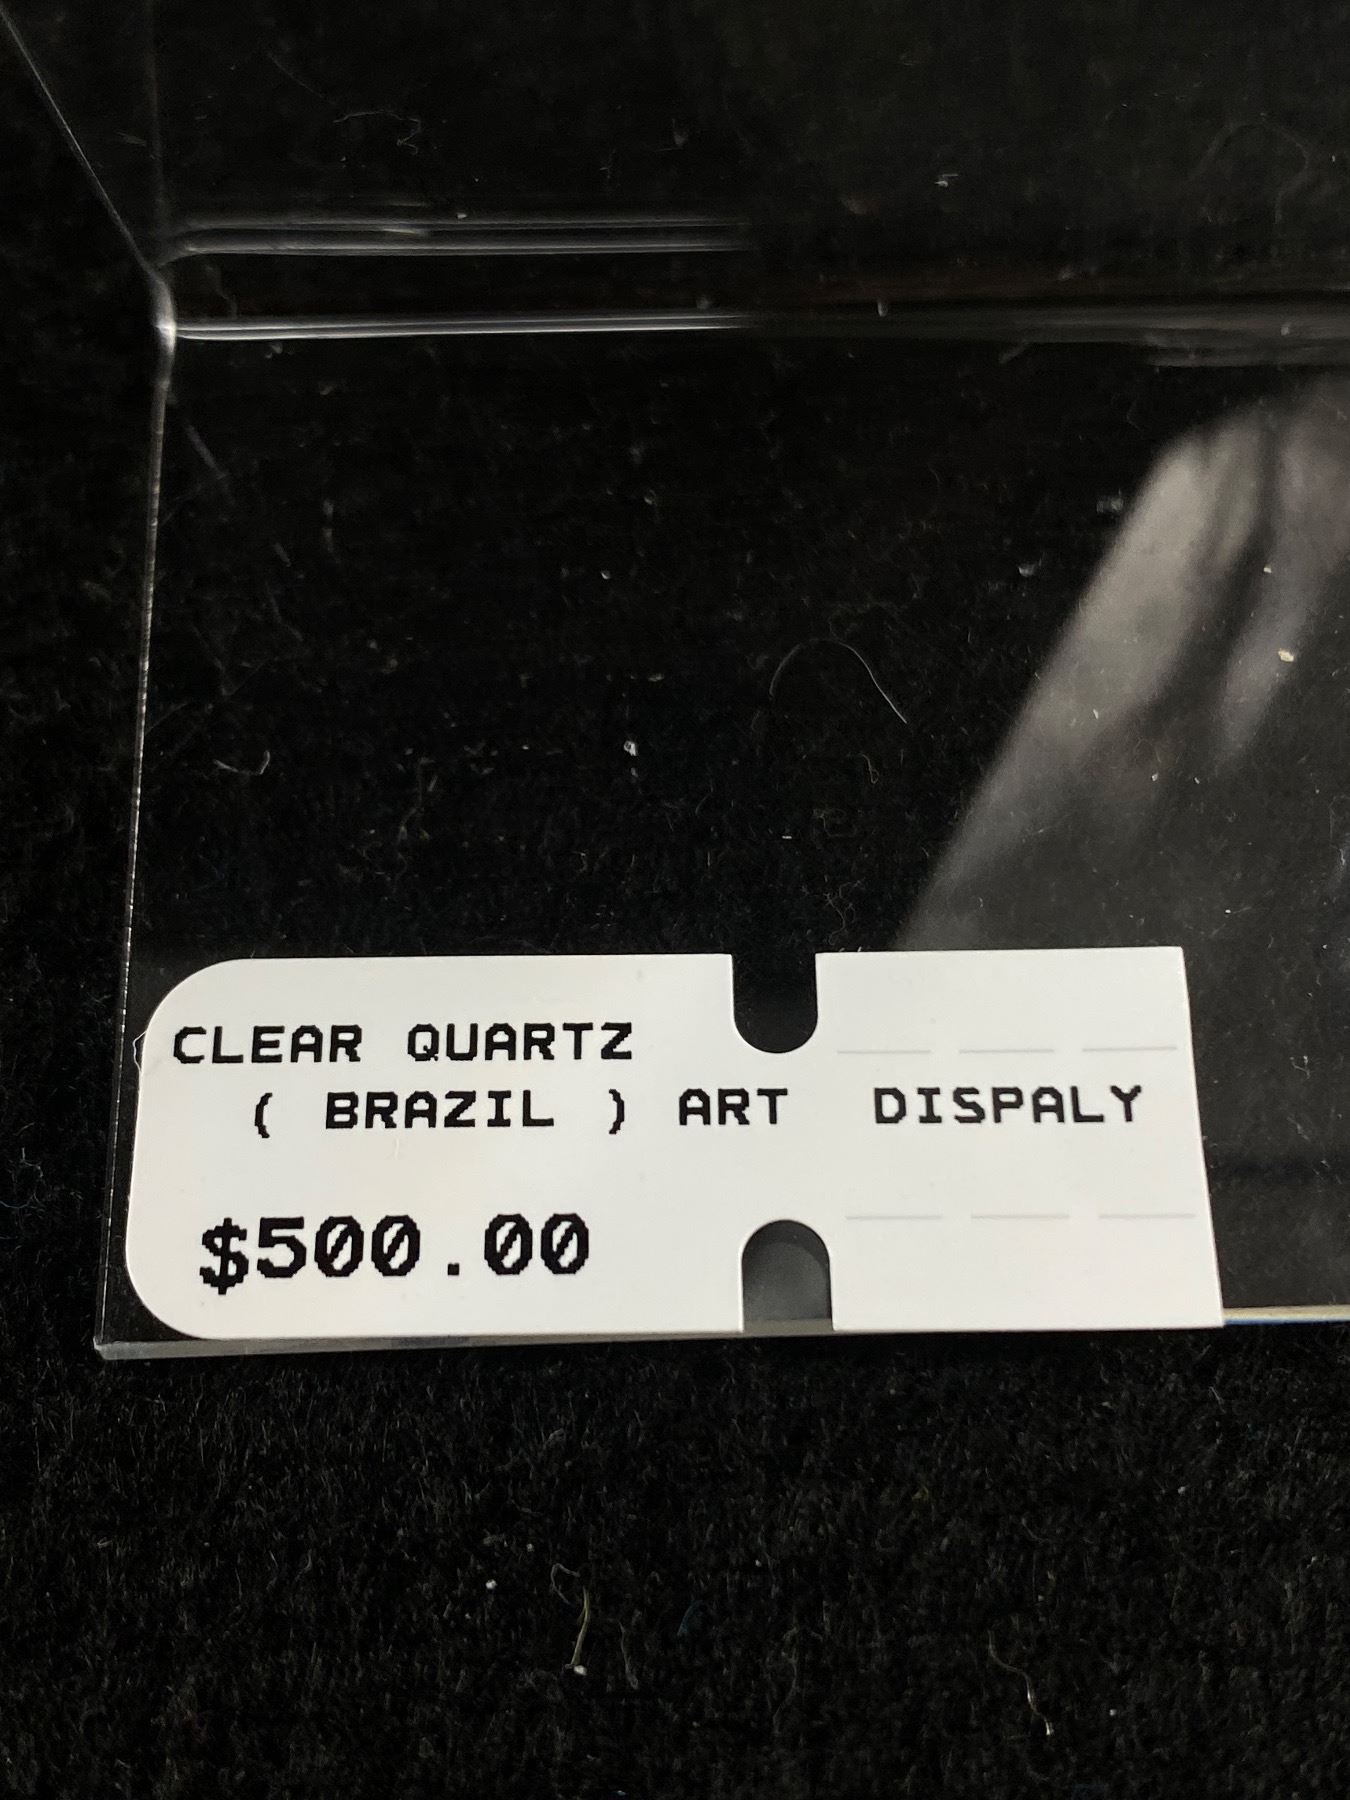 CLEAR QUARTZ
( BRAZIL ) ART DISPALY
$500.00